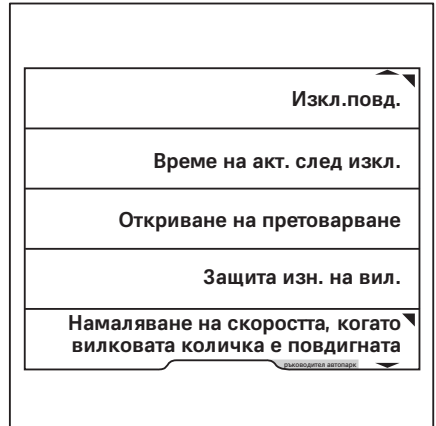 Изкл.повд.
Време на акт. след изкл.
Откриване на претоварване
Защита изн. на вил.
Намаляване на скоростта, когато
вилковата количка е повдигната
ръководител автопарк